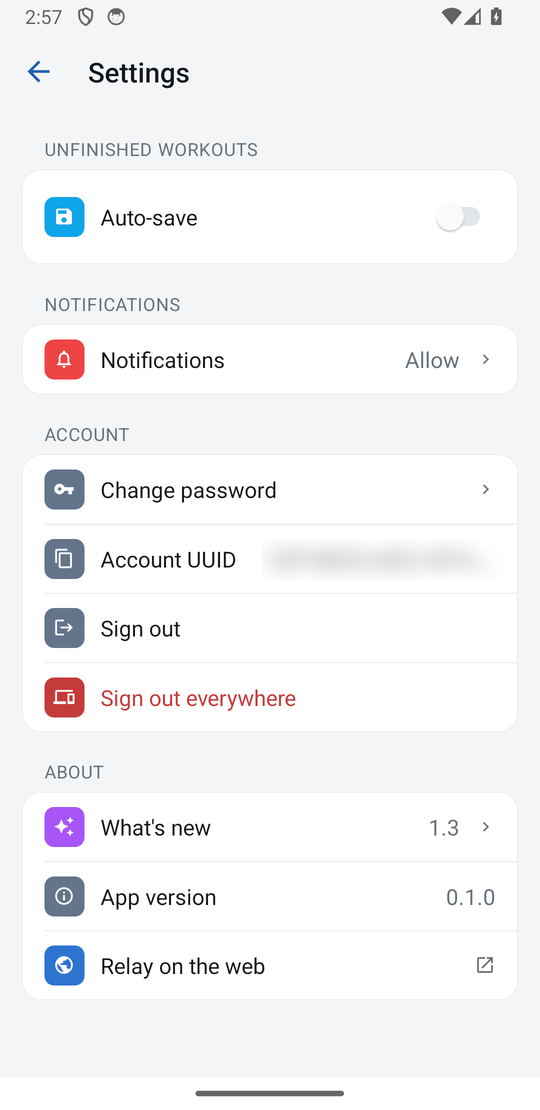 2:57
Settings
UNFINISHED WORKOUTS
Auto-save
NOTIFICATIONS
Notifications Allow
ACCOUNT
Change password
Account UUID
Sign out
Sign out everywhere
ABOUT
What's new 1.3
App version 0.1.0
Relay on the web